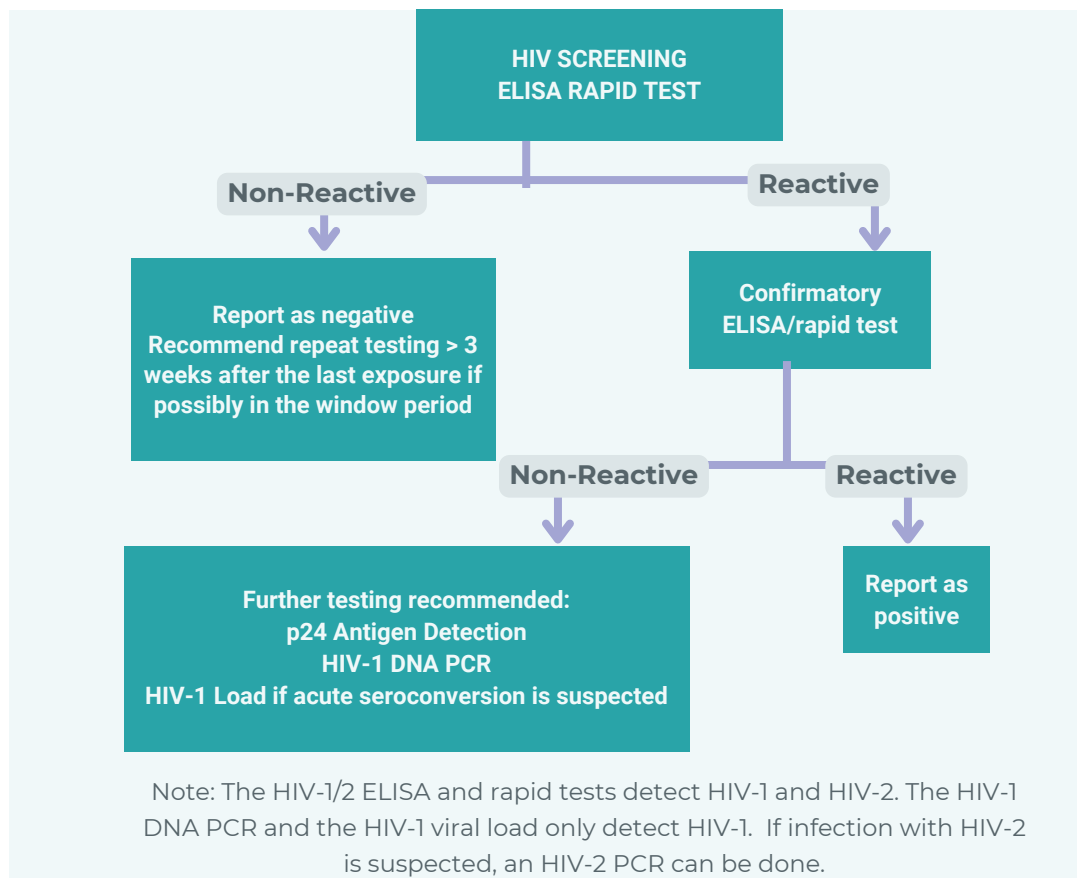 HIV SCREENING
ELISA RAPID TEST
Non-Reactive
Reactive
Report as negative
Recommend repeat testing > 3
weeks after the last exposure if
possibly in the window period
Confirmatory
ELISA/rapid test
Non-Reactive
Reactive
Further testing recommended:
p24 Antigen Detection
HIV-1 DNA PCR
HIV-1 Load if acute seroconversion is suspected
Report as
positive
Note: The HIV-1/2 ELISA and rapid tests detect HIV-1 and HIV-2. The HIV-1
DNA PCR and the HIV-1 viral load only detect HIV-1. If infection with HIV-2
is suspected, an HIV-2 PCR can be done.